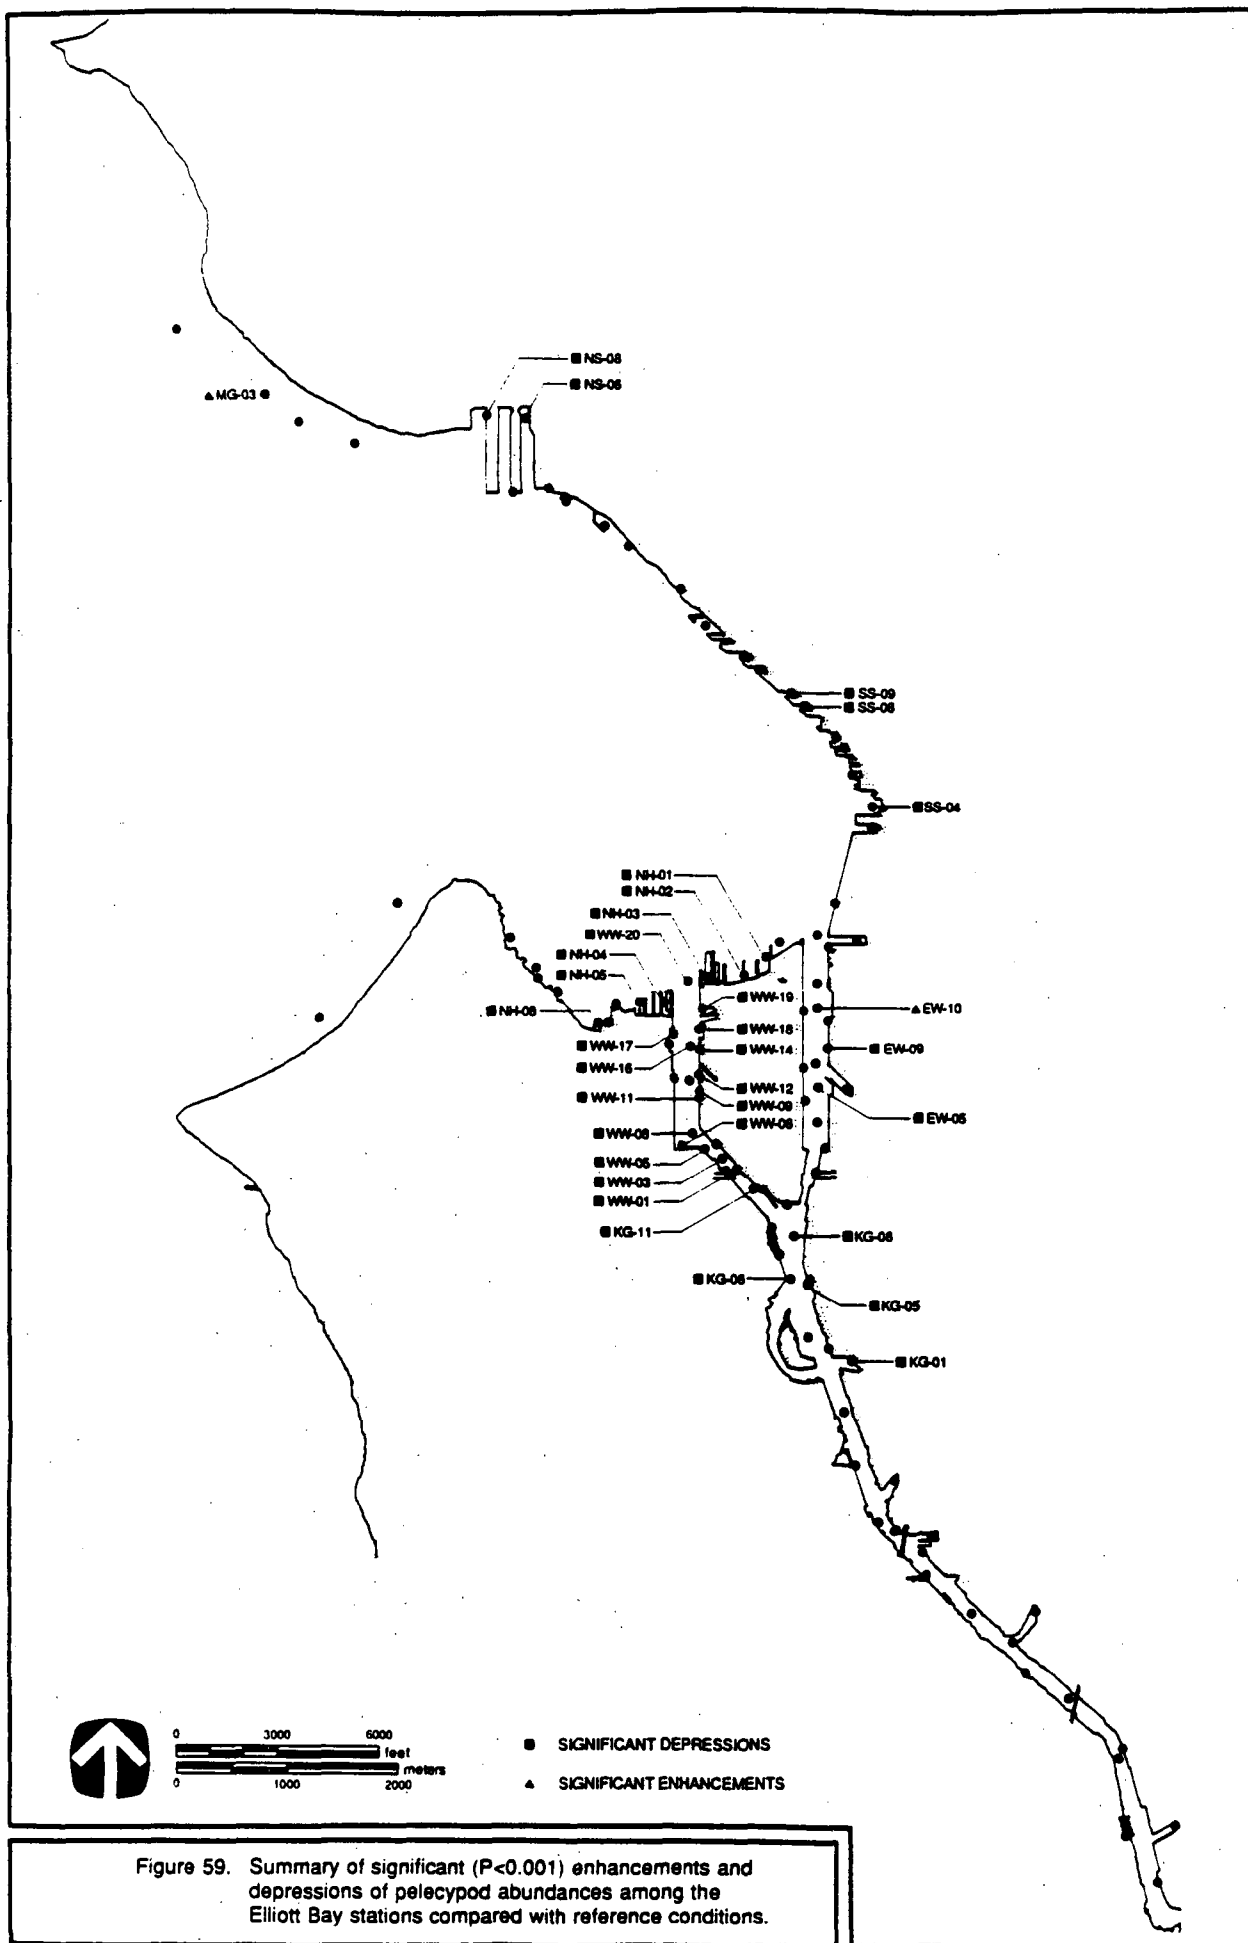 NS-08
NS-06
MG-03
SS-09
SS-08
SS-04
NH-01
NH-02
NH-03
WW-20
NH-04
NH-05
NH-08
WW-19
EW-10
WW-18
WW-17
WW-14
EW-09
WW-16
WW-12
WW-11
WW-09
EW-05
WW-06
WW-08
WW-05
WW-03
WW-01
KG-11
KG-08
KG-06
KG-05
KG-01
0 3000 6000
feet
meters
0 1000 2000
SIGNIFICANT DEPRESSIONS
SIGNIFICANT ENHANCEMENTS
Figure 59. Summary of significant (P<0.001) enhancements and
depressions of pelecypod abundances among the
Elliott Bay stations compared with reference conditions.